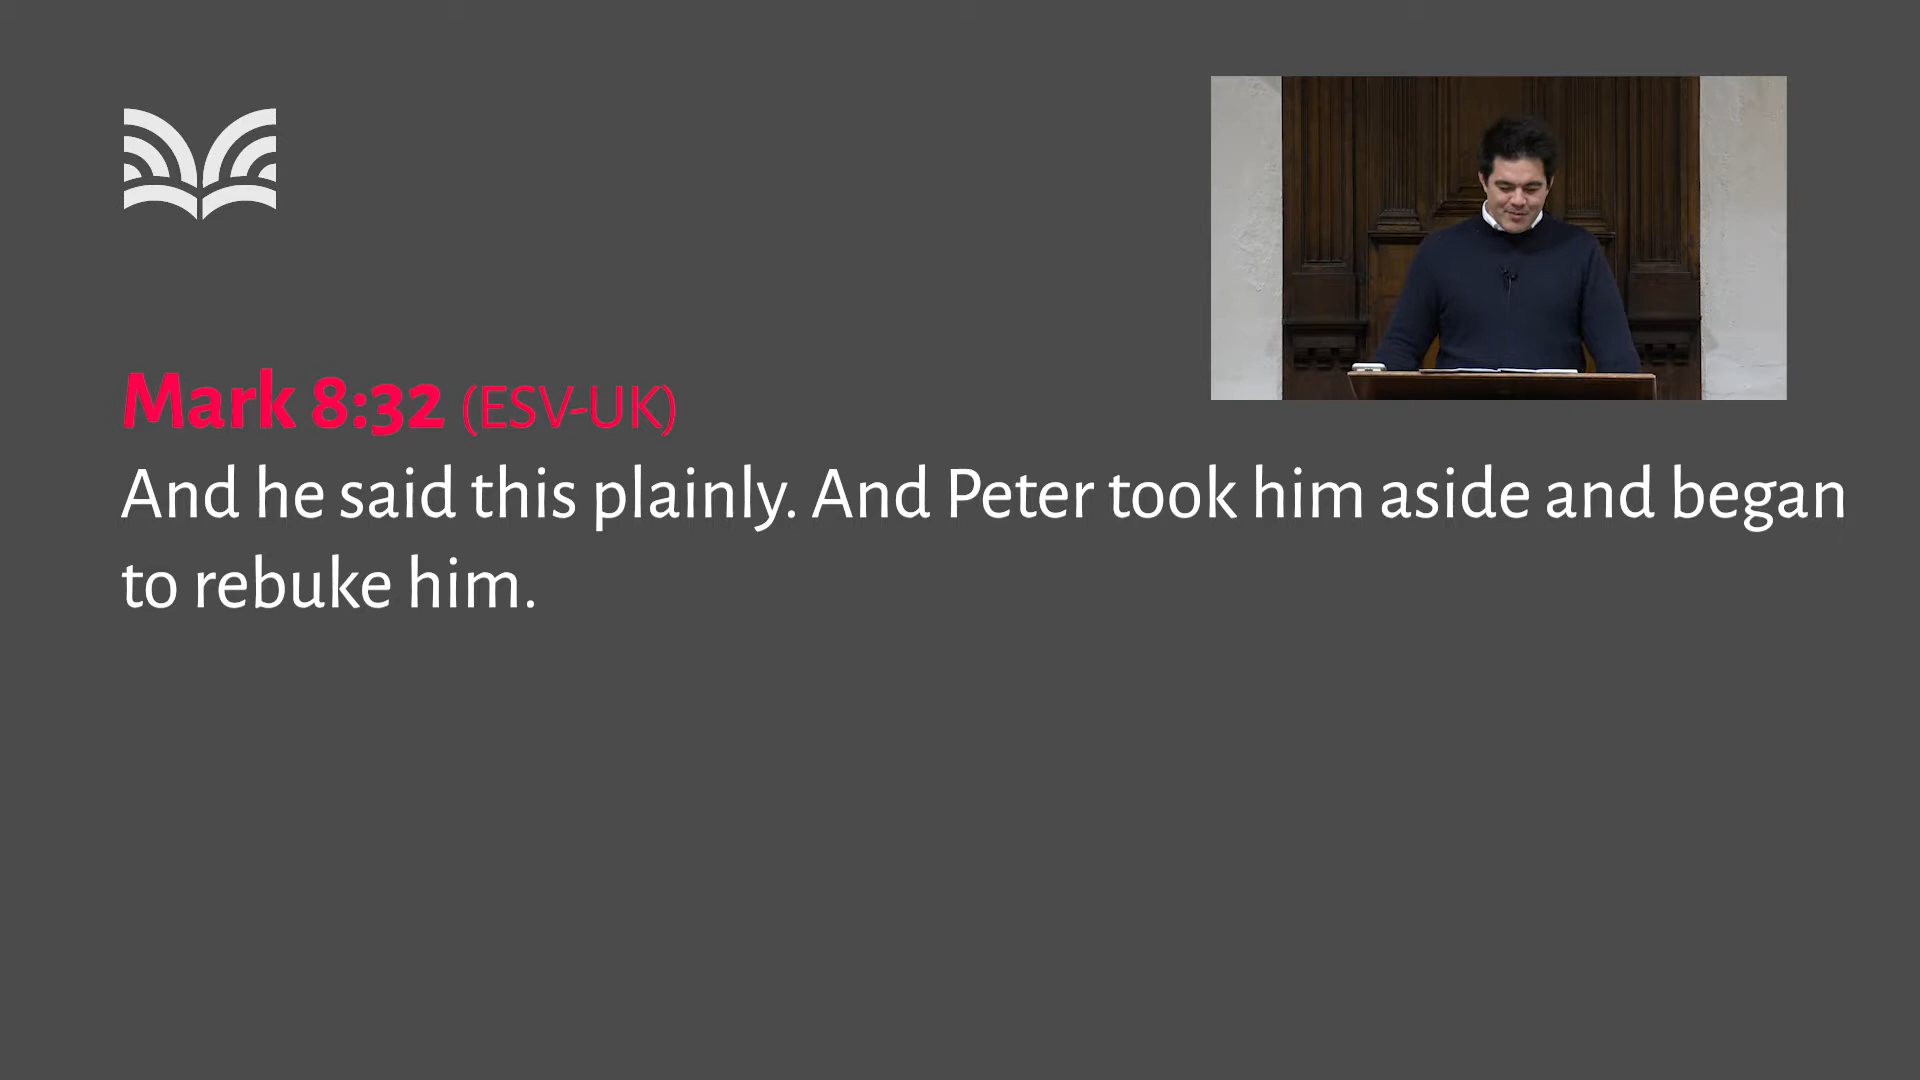 Mark 8:32 (ESV-UK)
And he said this plainly. And Peter took him aside and began
to rebuke him.